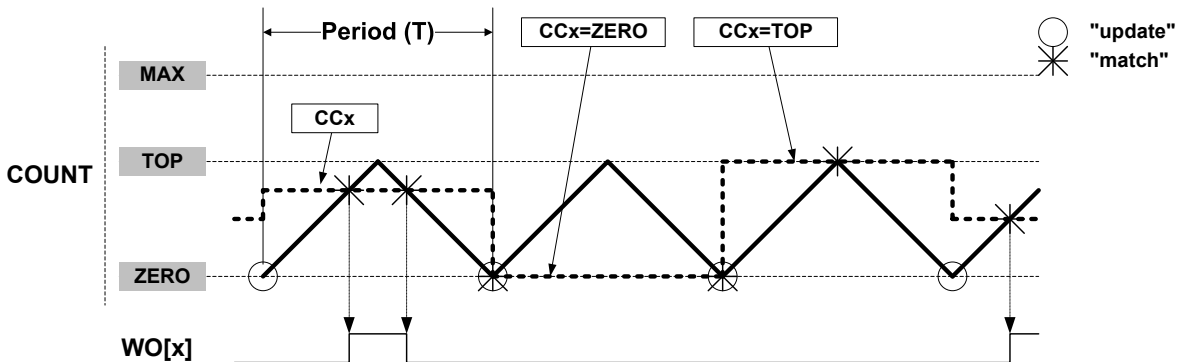 Period (T)
CCx=ZERO
CCx=TOP
"update"
"match"
MAX
CCx
TOP
COUNT
ZERO
WO[x]